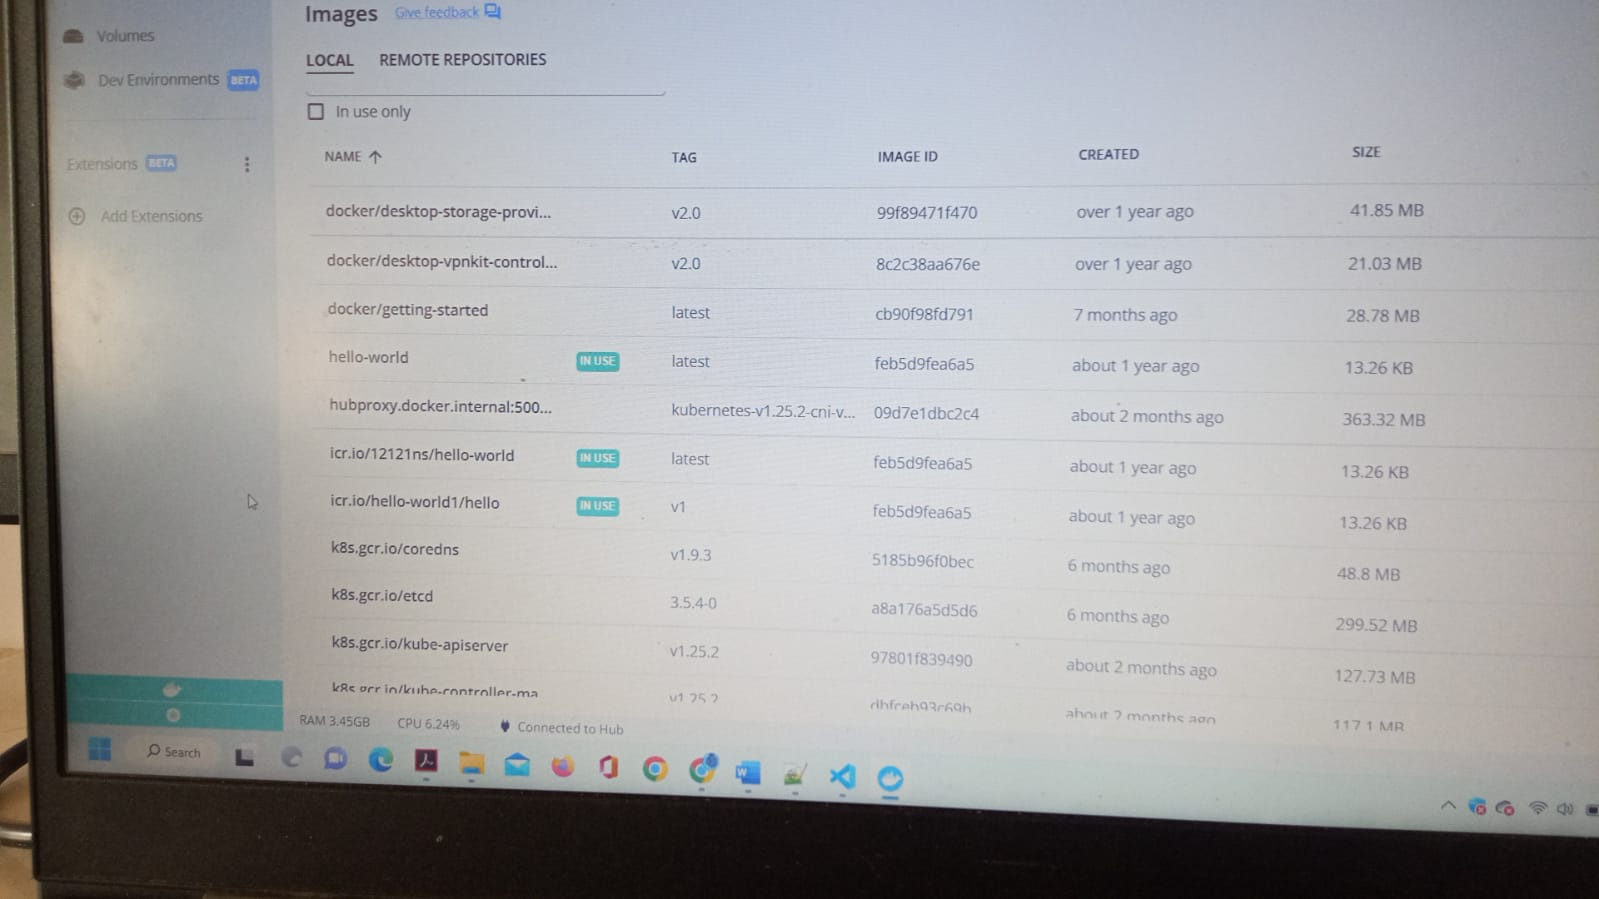 Images Give feedback
Volumes
LOCAL REMOTE REPOSITORIES
Dev Environments BETA
In use only
Extensions BETA
Add Extensions
NAME TAG IMAGE ID CREATED SIZE
docker/desktop-storage-provi... v2.0 99f89471f470 over 1 year ago 41.85 MB
docker/desktop-vpnkit-control... v2.0 8c2c38aa676e over 1 year ago 21.03 MB
docker/getting-started latest cb90f98fd791 7 months ago 28.78 MB
hello-world IN USE latest feb5d9fea6a5 about 1 year ago 13.26 KB
hubproxy.docker.internal:500... kubernetes-v1.25.2-cni-v... 09d7e1dbc2c4 about 2 months ago 363.32 MB
icr.io/12121ns/hello-world IN USE latest feb5d9fea6a5 about 1 year ago 13.26 KB
icr.io/hello-world1/hello IN USE v1 feb5d9fea6a5 about 1 year ago 13.26 KB
k8s.gcr.io/coredns v1.9.3 5185b96f0bec 6 months ago 48.8 MB
k8s.gcr.io/etcd 3.5.4-0 a8a176a5d5d6 6 months ago 299.52 MB
k8s.gcr.io/kube-apiserver v1.25.2 97801f839490 about 2 months ago 127.73 MB
k8s.gcr.io/kube-controller-ma v1.25.2 about 2 months ago 117.1 MB
RAM 3.45GB CPU 6.24% Connected to Hub
Search